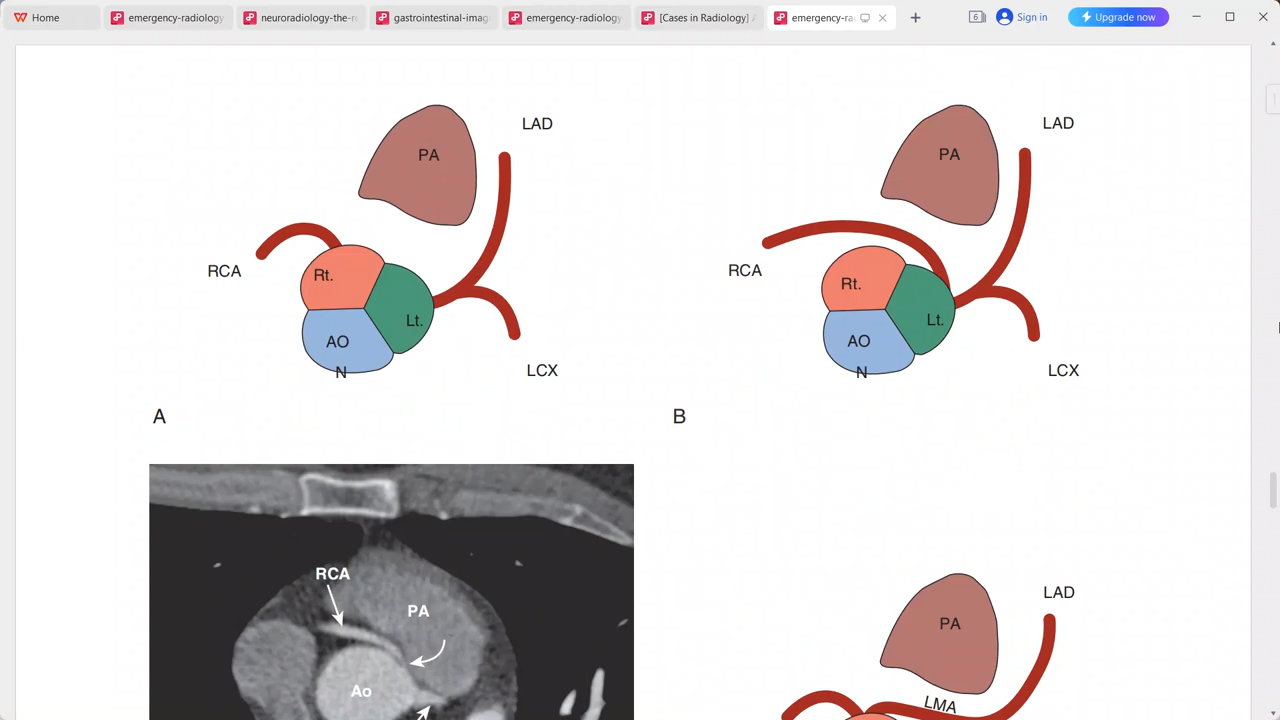 Home
emergency-radiology
neuroradiology-the-r
gastrointestinal-imag
emergency-radiology
[Cases in Radiology]
emergency-ra
6
Sign in
Upgrade now
PA
LAD
RCA
Rt.
Lt.
AO
N
LCX
A
PA
LAD
RCA
Rt.
Lt.
AO
N
LCX
B
RCA
PA
Ao
PA
LAD
LMA